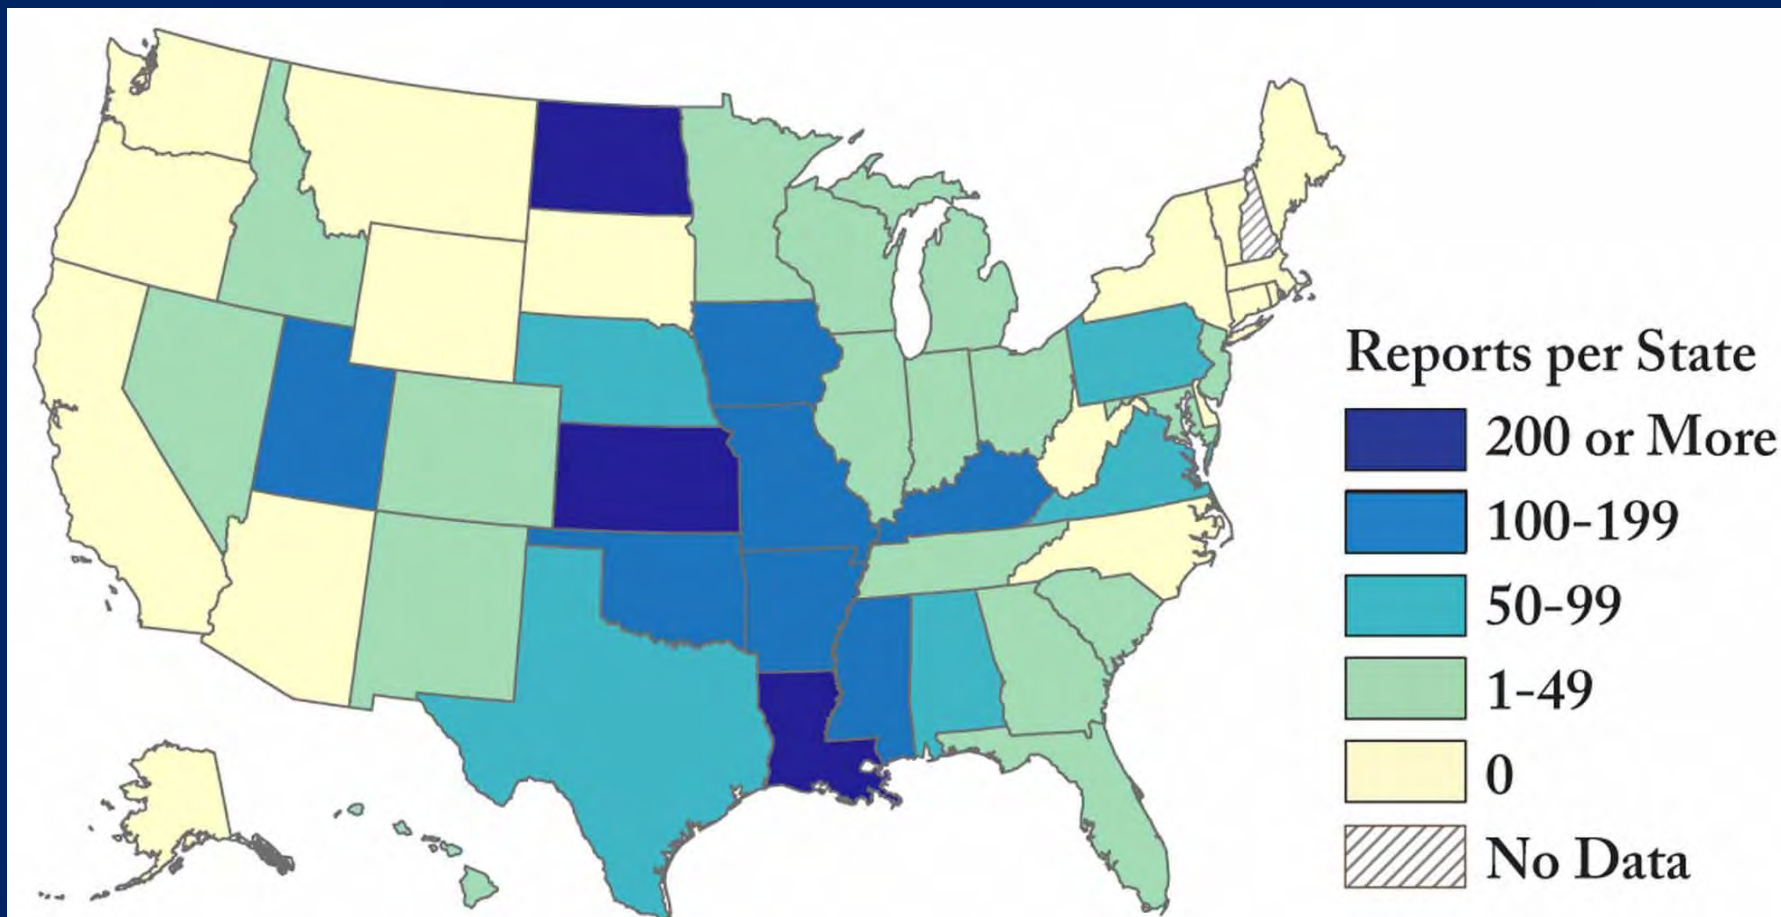 Reports per State
200 or More
100-199
50-99
1-49
0
No Data